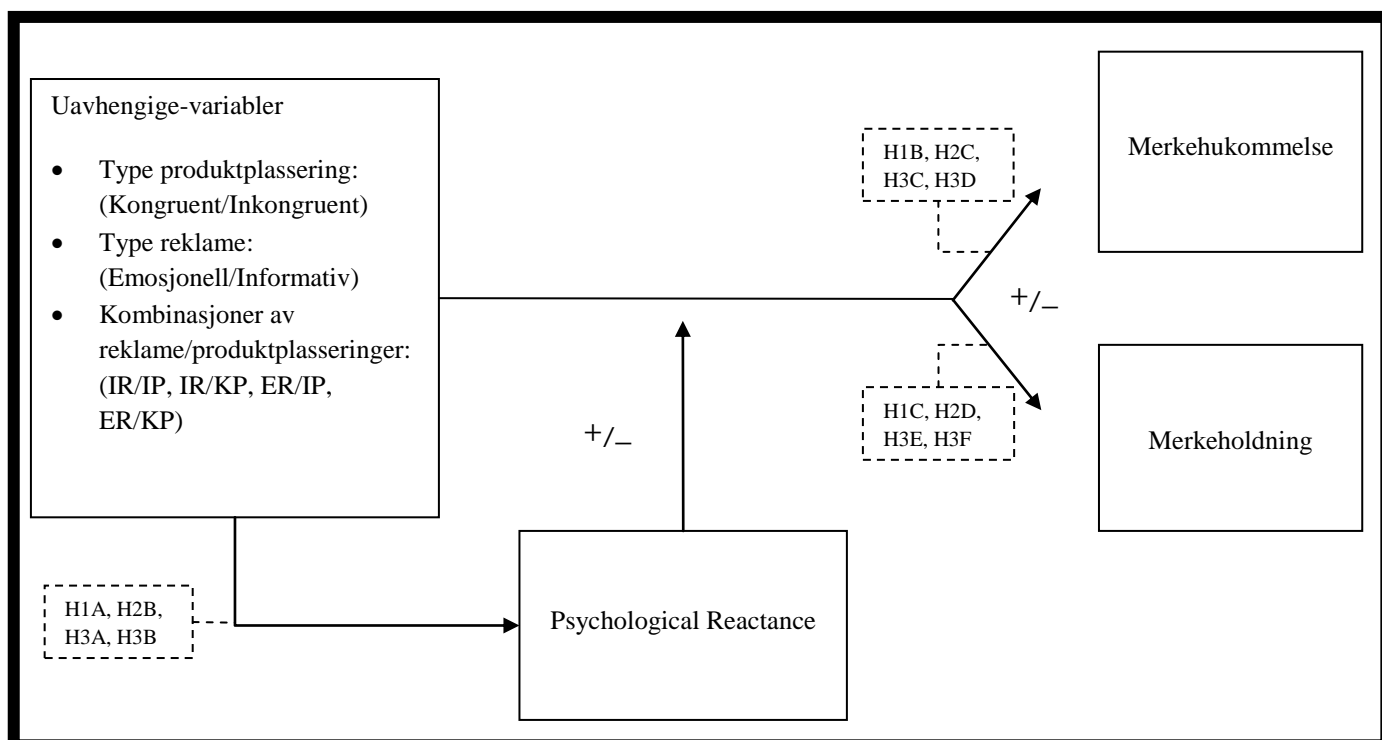 Uavhengige-variabler
• Type produktplassering:
(Kongruent/Inkongruent)
• Type reklame:
(Emosjonell/Informativ)
• Kombinasjoner av
reklame/produktplasseringer:
(IR/IP, IR/KP, ER/IP,
ER/KP)
H1B, H2C,
H3C, H3D
Merkehukommelse
+/_
H1C, H2D,
H3E, H3F
Merkeholdning
+/_
H1A, H2B,
H3A, H3B
Psychological Reactance